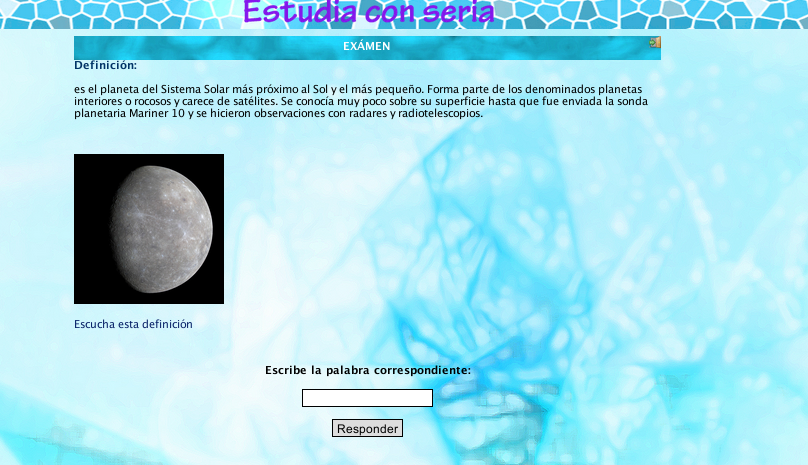 Estudia con seria
EXÁMEN
Definición:
es el planeta del Sistema Solar más próximo al Sol y el más pequeño. Forma parte de los denominados planetas
interiores o rocosos y carece de satélites. Se conocía muy poco sobre su superficie hasta que fue enviada la sonda
planetaria Mariner 10 y se hicieron observaciones con radares y radiotelescopios.
Escucha esta definición
Escribe la palabra correspondiente:
Responder